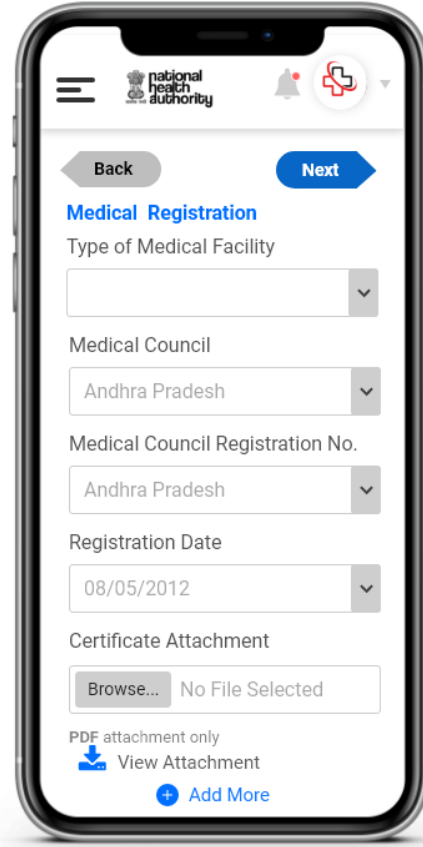 national
health
authority
Back
Next
Medical Registration
Type of Medical Facility
Medical Council
Andhra Pradesh
Medical Council Registration No.
Andhra Pradesh
Registration Date
08/05/2012
Certificate Attachment
Browse... No File Selected
PDF attachment only
View Attachment
Add More